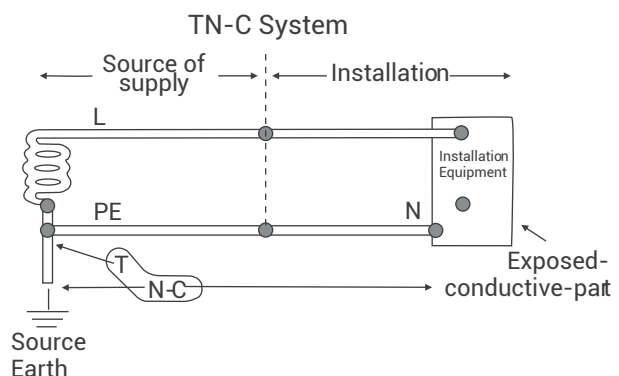 TN-C System
Source of
supply
Installation
L
Installation
Equipment
PE
N
T
N-C
Exposed-
conductive-part
Source
Earth